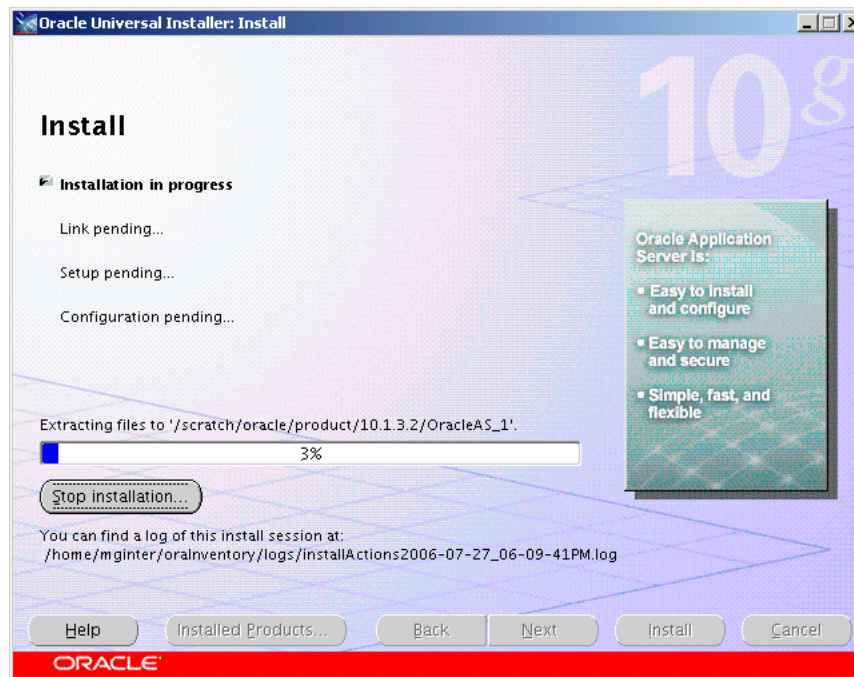 Oracle Universal Installer: Install
10g
Install
Installation in progress
Link pending...
Setup pending...
Configuration pending...
Oracle Application
Server is:
• Easy to install
and configure
• Easy to manage
and secure
• Simple, fast, and
flexible
Extracting files to '/scratch/oracle/product/10.1.3.2/OracleAS_1'.
3%
Stop installation...
You can find a log of this install session at:
/home/mginter/oraInventory/logs/installActions2006-07-27_06-09-41PM.log
Help
Installed Products...
Back
Next
Install
Cancel
ORACLE